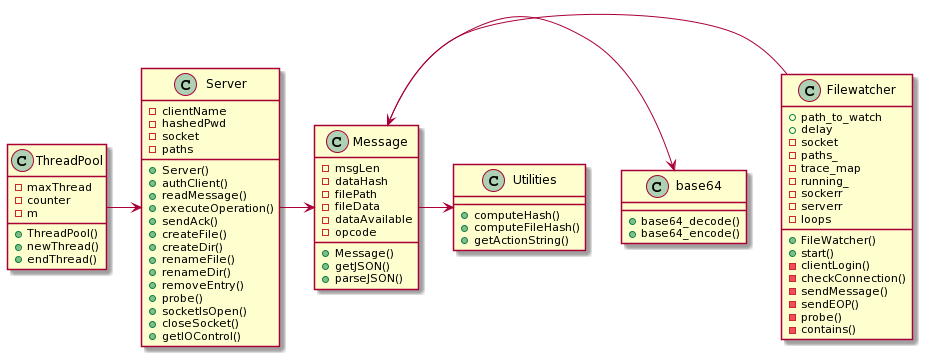 C ThreadPool
maxThread
counter
m
ThreadPool()
newThread()
endThread()
C Server
clientName
hashedPwd
socket
paths
Server()
authClient()
readMessage()
executeOperation()
sendAck()
createFile()
createDir()
renameFile()
renameDir()
removeEntry()
probe()
socketIsOpen()
closeSocket()
getIOControl()
C Message
msgLen
dataHash
filePath
fileData
dataAvailable
opcode
Message()
getJSON()
parseJSON()
C Utilities
computeHash()
computeFileHash()
getActionString()
C base64
base64_decode()
base64_encode()
C Filewatcher
path_to_watch
delay
socket
paths_
trace_map
running_
sockerr
serverr
loops
FileWatcher()
start()
clientLogin()
checkConnection()
sendMessage()
sendEOP()
probe()
contains()